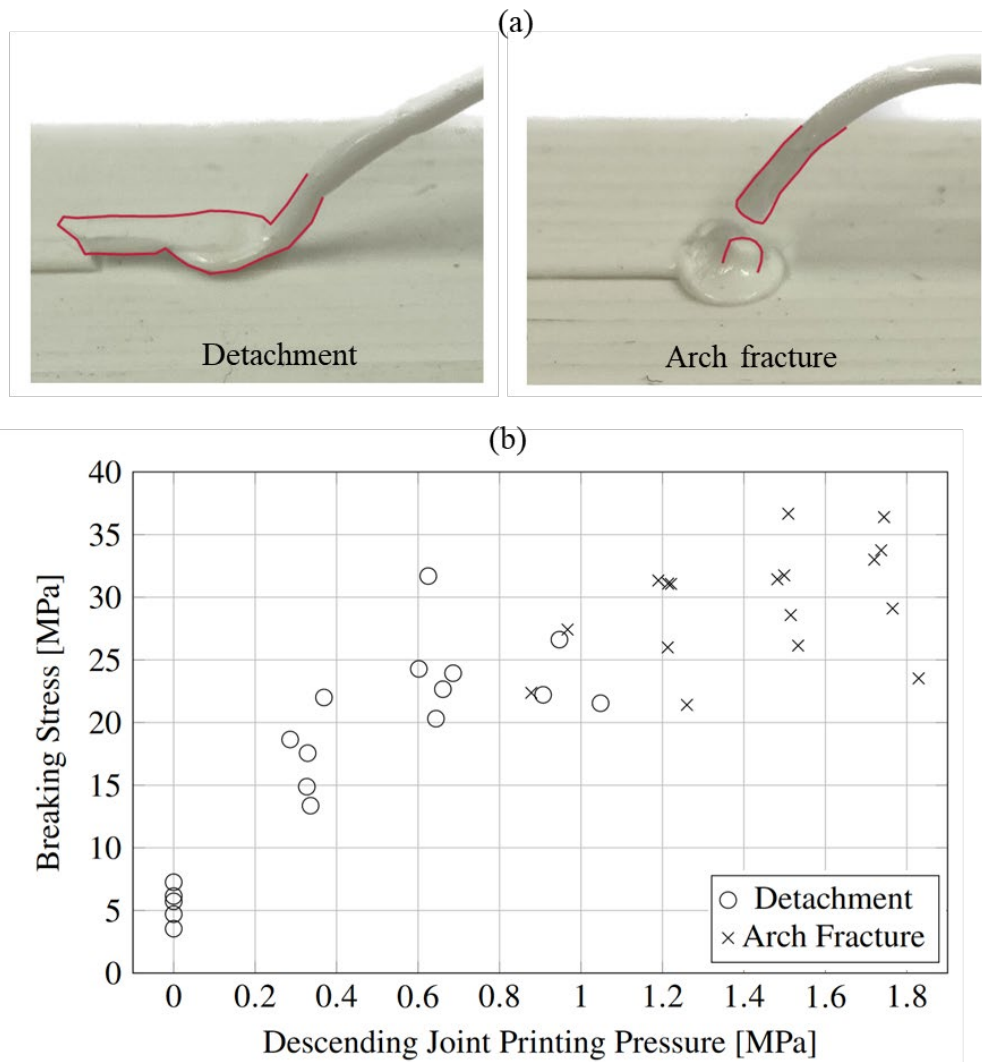 (a)
Detachment
Arch fracture
(b)
40
35
30
25
20
15
10
5
0
Breaking Stress [MPa]
Detachment
Arch Fracture
0 0.2 0.4 0.6 0.8 1 1.2 1.4 1.6 1.8
Descending Joint Printing Pressure [MPa]